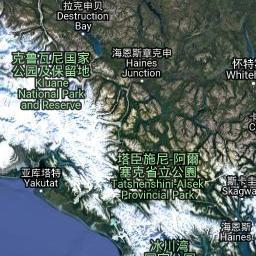 拉克申贝
Destruction
Bay
克鲁瓦尼国家
公园及保留地
Kluane
National Park
and Reserve
海恩斯章克申
Haines
Junction
怀特
Whiteh
塔臣施尼-阿爾
塞克省立公園
Tatshenshini-Alsek
Provincial Park
亚库塔特
Yakutat
斯卡圭
Skagwa
海恩斯
Haines
冰川湾